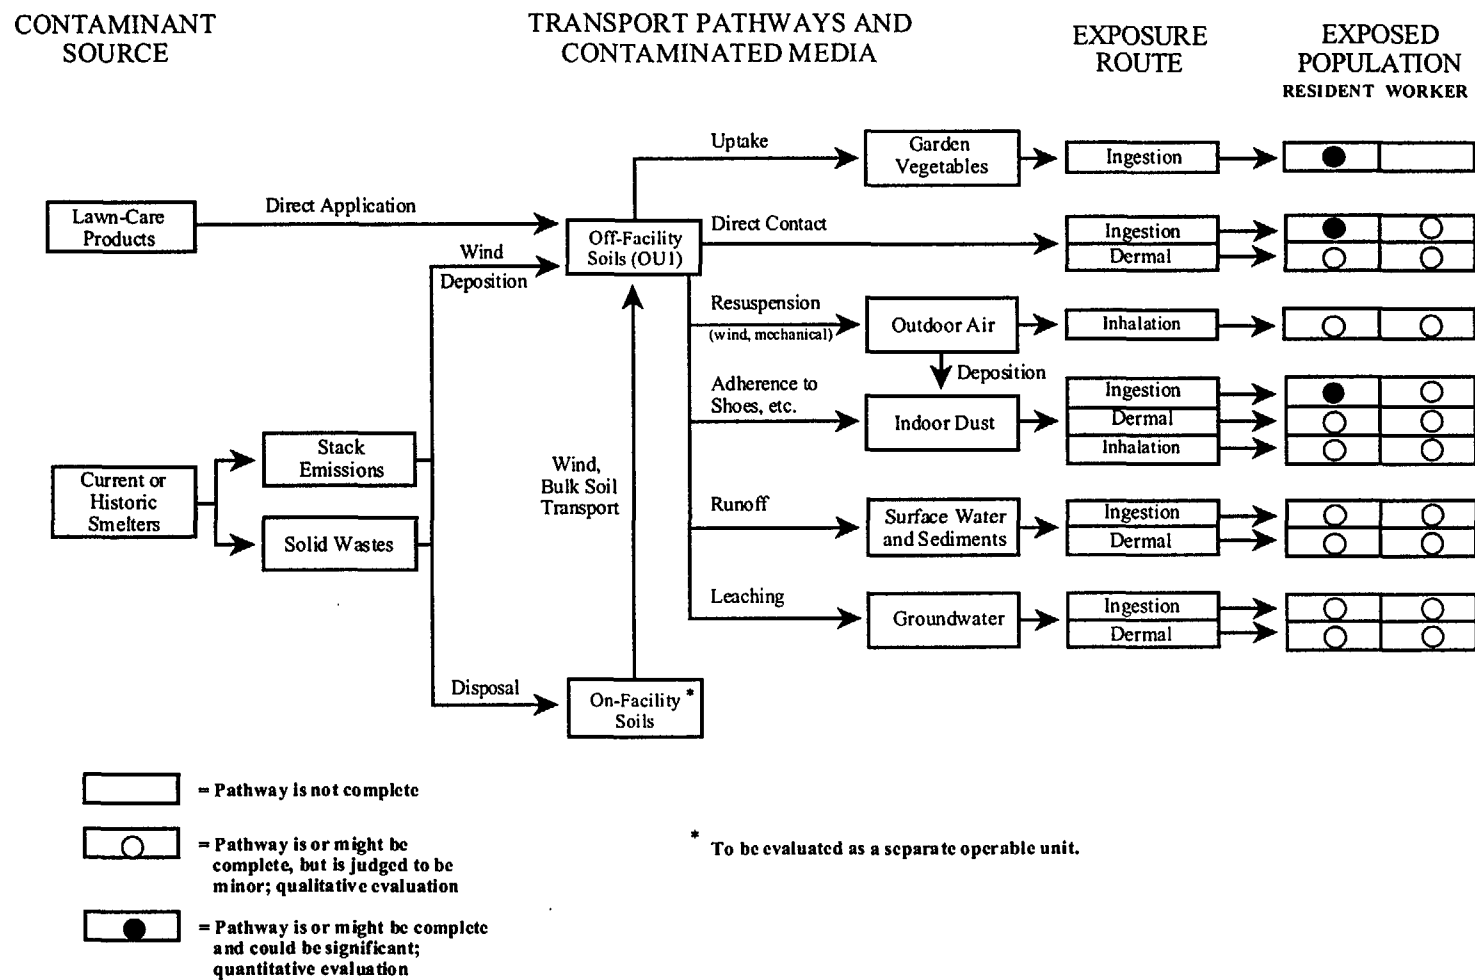 CONTAMINANT
SOURCE
TRANSPORT PATHWAYS AND
CONTAMINATED MEDIA
EXPOSURE
ROUTE
EXPOSED
POPULATION
RESIDENT WORKER
Uptake
Garden
Vegetables
Ingestion
Lawn-Care
Products
Direct Application
Off-Facility
Soils (OU1)
Direct Contact
Ingestion
Dermal
Wind
Deposition
Resuspension
(wind, mechanical)
Outdoor Air
Inhalation
Deposition
Adherence to
Shoes, etc.
Indoor Dust
Ingestion
Dermal
Inhalation
Current or
Historic
Smelters
Stack
Emissions
Solid Wastes
Wind,
Bulk Soil
Transport
Runoff
Surface Water
and Sediments
Ingestion
Dermal
Leaching
Groundwater
Ingestion
Dermal
Disposal
On-Facility *
Soils
= Pathway is not complete
= Pathway is or might be
complete, but is judged to be
minor; qualitative evaluation
= Pathway is or might be complete
and could be significant;
quantitative evaluation
* To be evaluated as a separate operable unit.